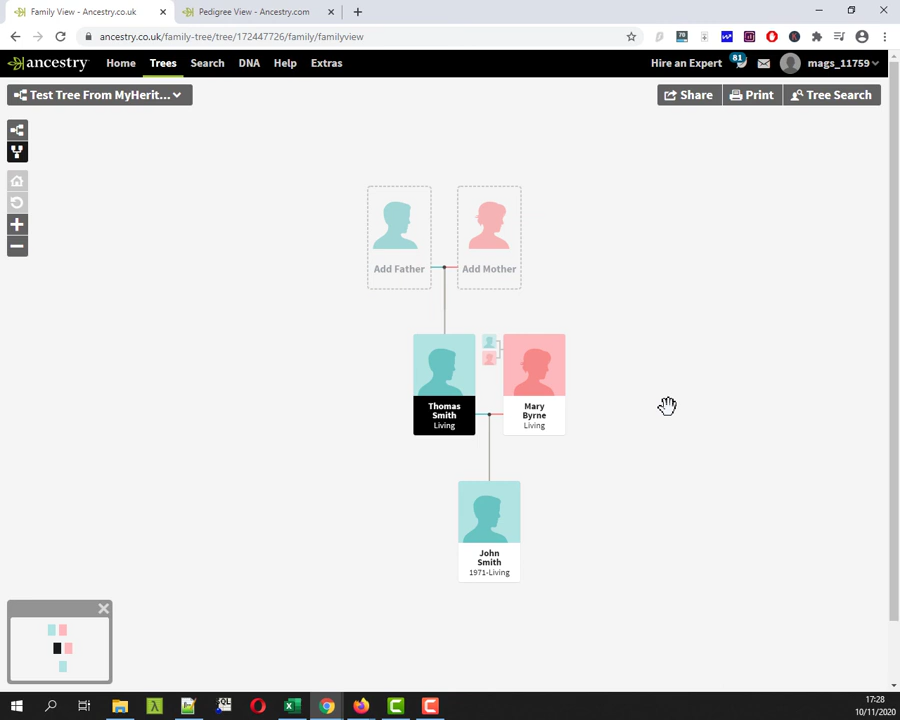 Family View - Ancestry.co.uk
Pedigree View - Ancestry.com
ancestry.co.uk/family-tree/tree/172447726/family/familyview
ancestry Home Trees Search DNA Help Extras Hire an Expert 81 mags_11759
Test Tree From MyHerit... Share Print Tree Search
Add Father Add Mother
Thomas
Smith
Living
Mary
Byrne
Living
John
Smith
1971-Living
17:28
10/11/2020